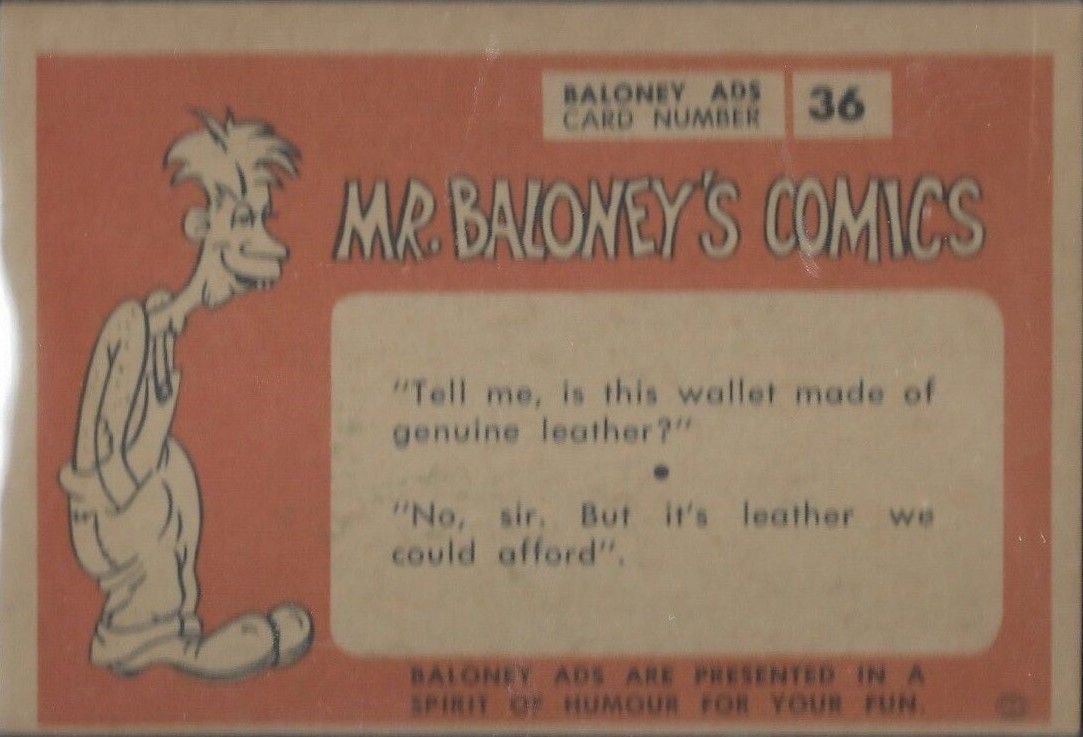 BALONEY ADS
CARD NUMBER
36
MR. BALONEY'S COMICS
"Tell me, is this wallet made of
genuine leather?"
•
"No, sir. But it's leather we
could afford".
BALONEY ADS ARE PRESENTED IN A
SPIRIT OF HUMOUR FOR YOUR FUN.